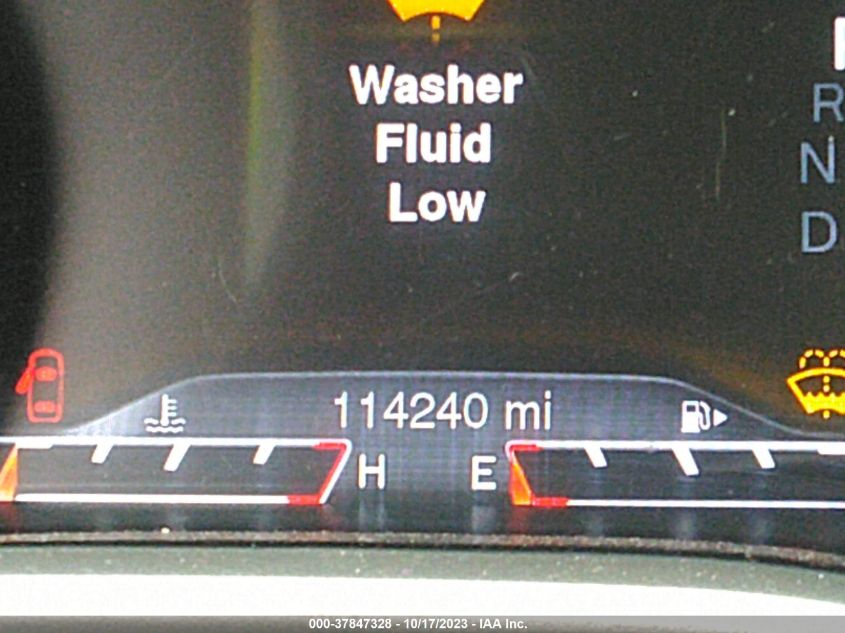 Washer
Fluid
Low
R
N
D
114240 mi
H E
000-37847328 - 10/17/2023 - IAA Inc.